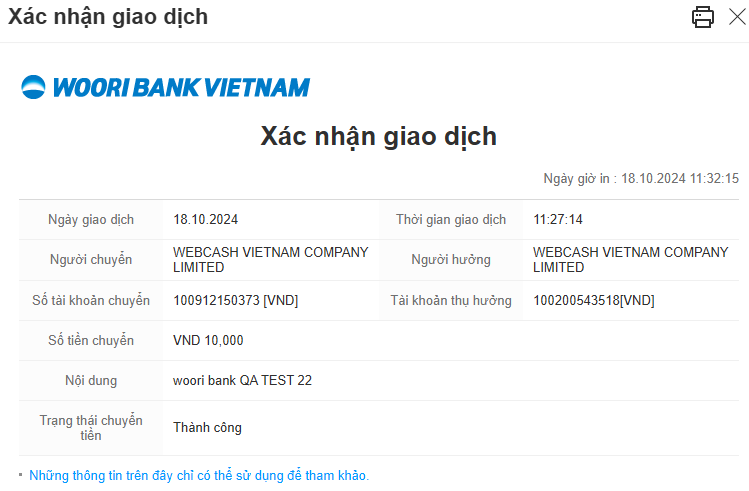 Xác nhận giao dịch
WOORI BANK VIETNAM
Xác nhận giao dịch
Ngày giờ in : 18.10.2024 11:32:15
Ngày giao dịch 18.10.2024 Thời gian giao dịch 11:27:14
Người chuyển WEBCASH VIETNAM COMPANY LIMITED Người hưởng WEBCASH VIETNAM COMPANY LIMITED
Số tài khoản chuyển 100912150373 [VND] Tài khoản thụ hưởng 100200543518[VND]
Số tiền chuyển VND 10,000
Nội dung woori bank QA TEST 22
Trạng thái chuyển tiền Thành công
Những thông tin trên đây chỉ có thể sử dụng để tham khảo.